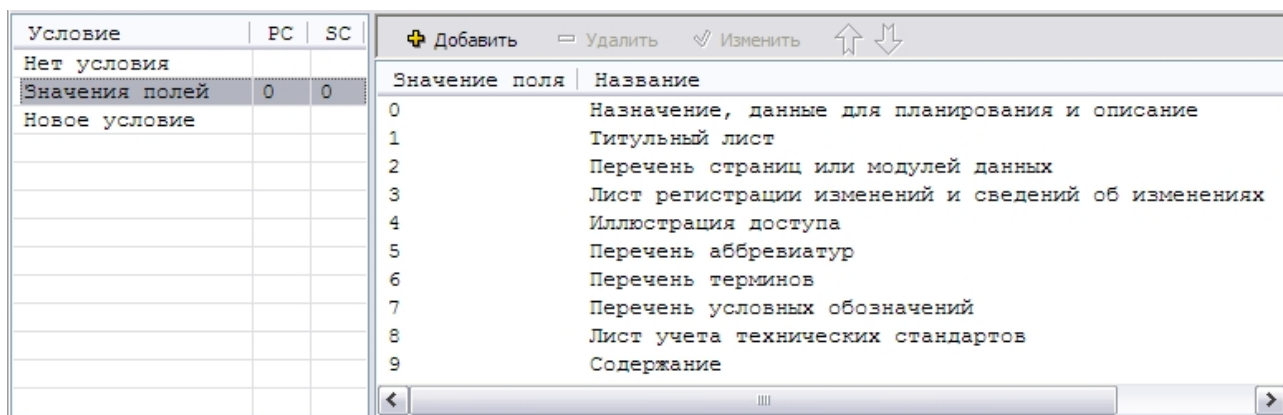 Условие PC SC
Нет условия
Значения полей 0 0
Новое условие
Добавить Удалить Изменить
Значение поля Название
0 Назначение, данные для планирования и описание
1 Титульный лист
2 Перечень страниц или модулей данных
3 Лист регистрации изменений и сведений об изменениях
4 Иллюстрация доступа
5 Перечень аббревиатур
6 Перечень терминов
7 Перечень условных обозначений
8 Лист учета технических стандартов
9 Содержание